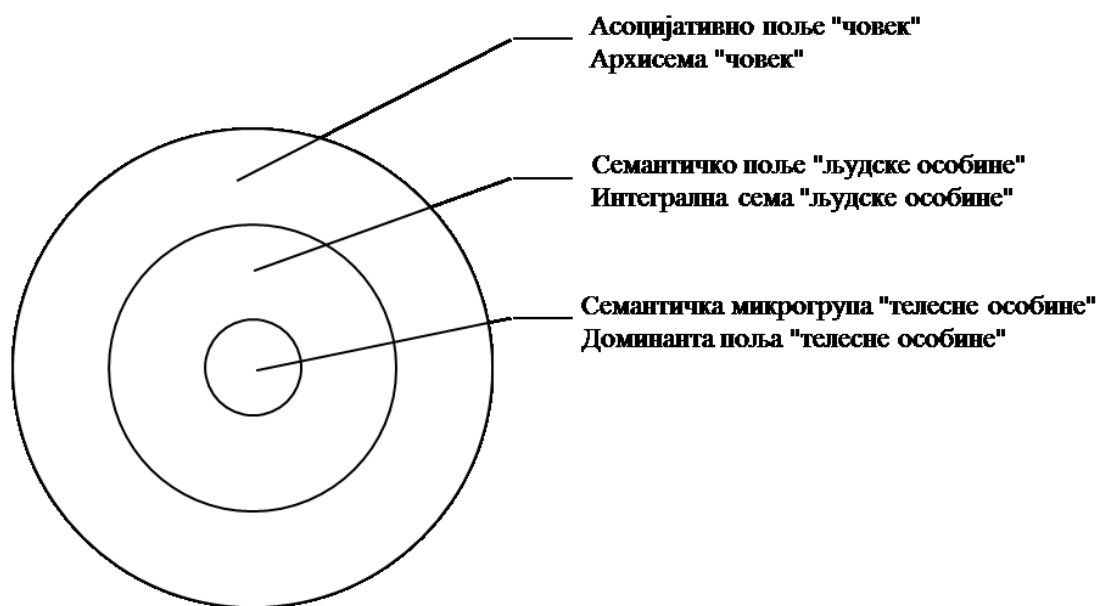 Асоцијативно поље "човек"
Архисема "човек"
Семантичко поље "људске особине"
Интегрална сема "људске особине"
Семантичка микрогрупа "телесне особине"
Доминанта поља "телесне особине"